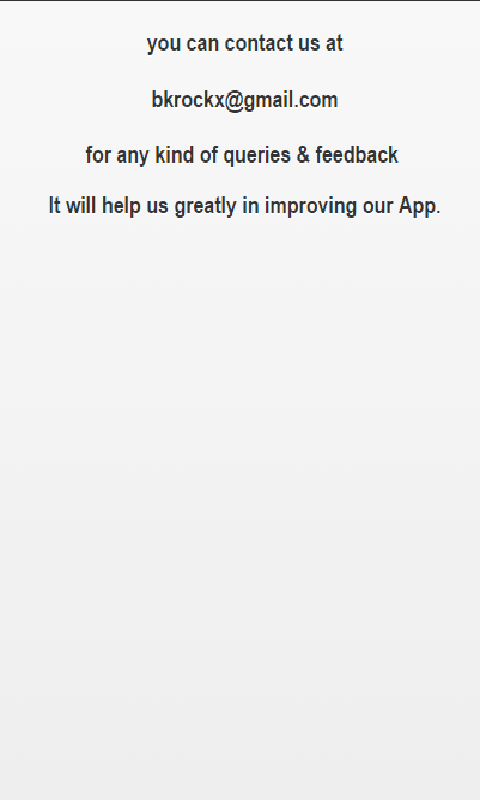 you can contact us at
bkrockx@gmail.com
for any kind of queries & feedback
It will help us greatly in improving our App.